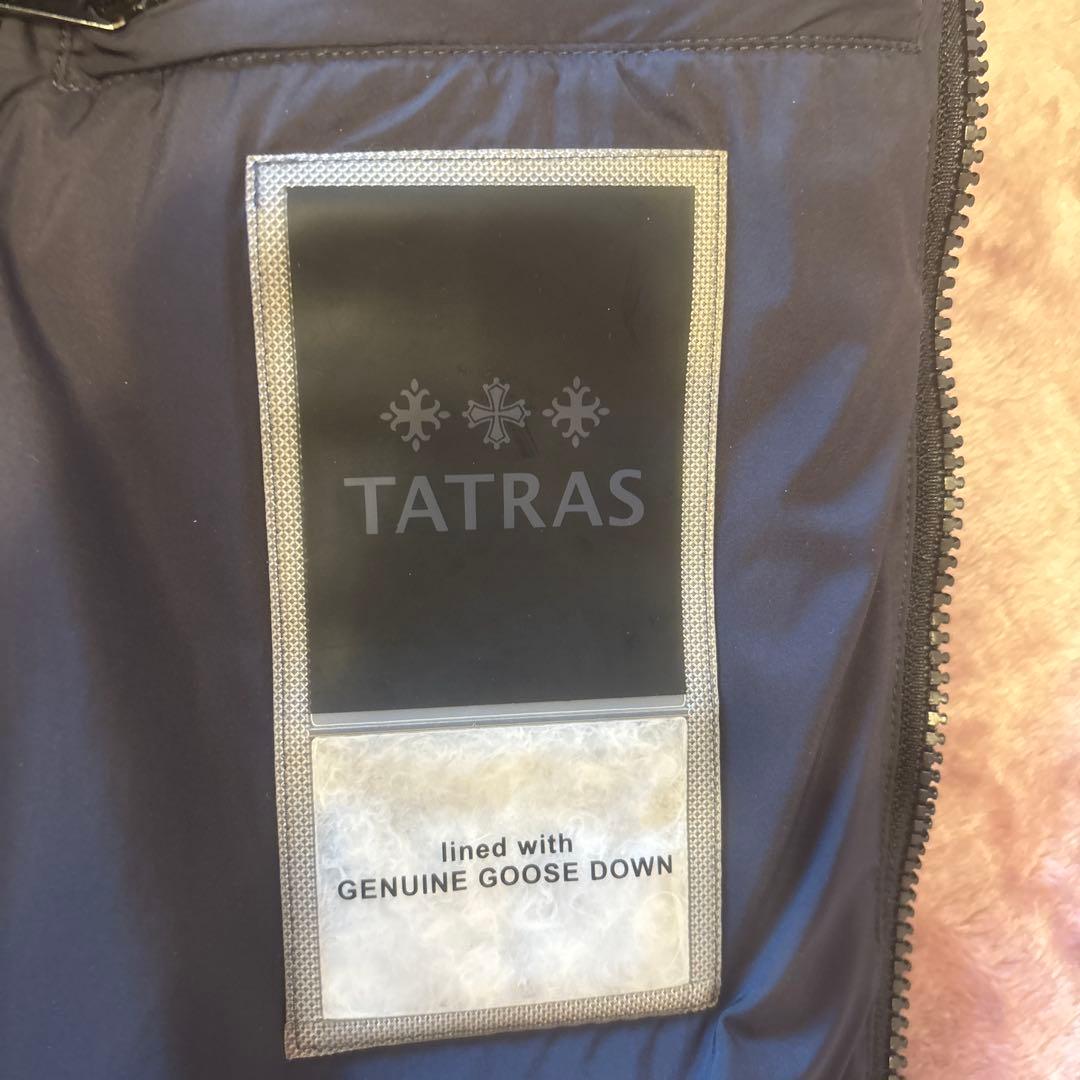 TATRAS
lined with
GENUINE GOOSE DOWN